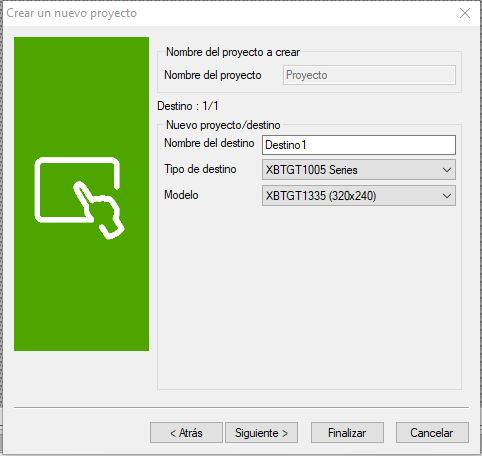 Crear un nuevo proyecto
Nombre del proyecto a crear
Nombre del proyecto Proyecto
Destino : 1/1
Nuevo proyecto/destino
Nombre del destino Destino1
Tipo de destino XBTGT1005 Series
Modelo XBTGT1335 (320x240)
< Atrás Siguiente > Finalizar Cancelar